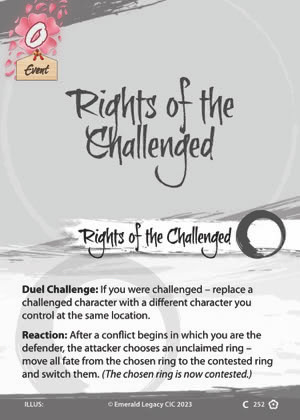 0
Event
Rights of the
Challenged
Rights of the Challenged
Duel Challenge: If you were challenged – replace a
challenged character with a different character you
control at the same location.
Reaction: After a conflict begins in which you are the
defender, the attacker chooses an unclaimed ring –
move all fate from the chosen ring to the contested ring
and switch them. (The chosen ring is now contested.)
ILLUS: © Emerald Legacy CIC 2023 C 252